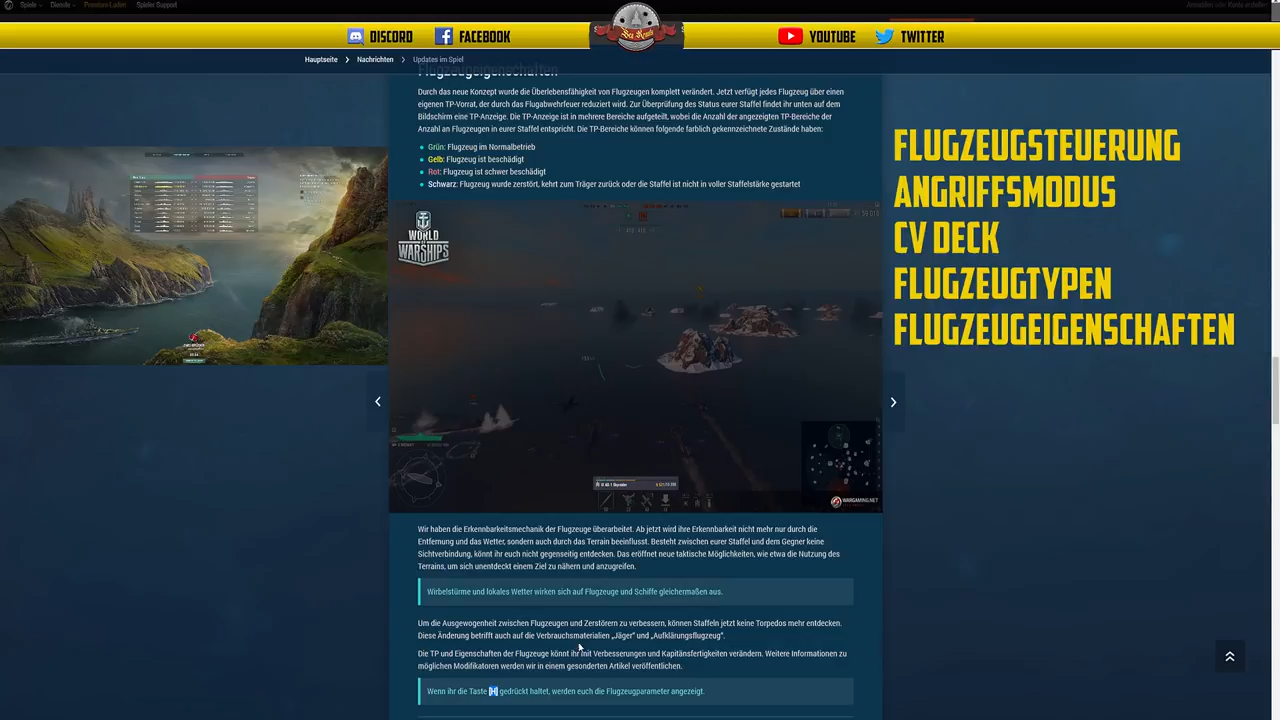 Spiele
Dienste
Premium-Laden
Spieler Support
Anmelden oder Konto erstellen
DISCORD
FACEBOOK
YOUTUBE
TWITTER
Hauptseite
Nachrichten
Updates im Spiel
Flugzeugeigenschaften
Durch das neue Konzept wurde die Überlebensfähigkeit von Flugzeugen komplett verändert. Jetzt verfügt jedes Flugzeug über einen
eigenen TP-Vorrat, der durch das Flugabwehrfeuer reduziert wird. Zur Überprüfung des Status eurer Staffel findet ihr unten auf dem
Bildschirm eine TP-Anzeige. Die TP-Anzeige ist in mehrere Bereiche aufgeteilt, wobei die Anzahl der angezeigten TP-Bereiche der
Anzahl an Flugzeugen in eurer Staffel entspricht. Die TP-Bereiche können folgende farblich gekennzeichnete Zustände haben:
Grün: Flugzeug im Normalbetrieb
Gelb: Flugzeug ist beschädigt
Rot: Flugzeug ist schwer beschädigt
Schwarz: Flugzeug wurde zerstört, kehrt zum Träger zurück oder die Staffel ist nicht in voller Staffelstärke gestartet
WORLD
OF
WARSHIPS
WARGAMING.NET
Wir haben die Erkennbarkeitsmechanik der Flugzeuge überarbeitet. Ab jetzt wird ihre Erkennbarkeit nicht mehr nur durch die
Entfernung und das Wetter, sondern auch durch das Terrain beeinflusst. Besteht zwischen eurer Staffel und dem Gegner keine
Sichtverbindung, könnt ihr euch nicht gegenseitig entdecken. Das eröffnet neue taktische Möglichkeiten, wie etwa die Nutzung des
Terrains, um sich unentdeckt einem Ziel zu nähern und anzugreifen.
Wirbelstürme und lokales Wetter wirken sich auf Flugzeuge und Schiffe gleichermaßen aus.
Um die Ausgewogenheit zwischen Flugzeugen und Zerstörern zu verbessern, können Staffeln jetzt keine Torpedos mehr entdecken.
Diese Änderung betrifft auch auf die Verbrauchsmaterialien „Jäger" und „Aufklärungsflugzeug".
Die TP und Eigenschaften der Flugzeuge könnt ihr mit Verbesserungen und Kapitänsfertigkeiten verändern. Weitere Informationen zu
möglichen Modifikatoren werden wir in einem gesonderten Artikel veröffentlichen.
Wenn ihr die Taste [H] gedrückt haltet, werden euch die Flugzeugparameter angezeigt.
FLUGZEUGSTEUERUNG
ANGRIFFSMODUS
CV DECK
FLUGZEUGTYPEN
FLUGZEUGEIGENSCHAFTEN